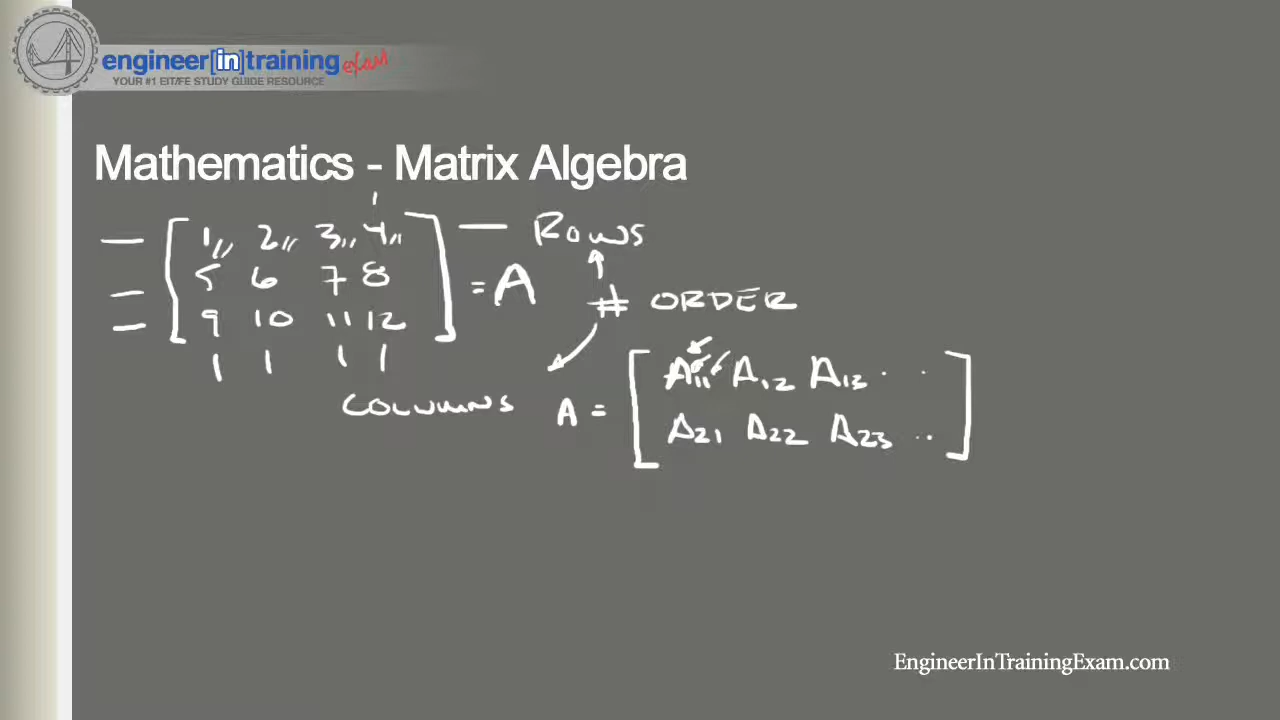 engineer[in]training exam
YOUR #1 EIT/FE STUDY GUIDE RESOURCE
Mathematics - Matrix Algebra
1 2 3 4 ROWS
5 6 7 8 = A
# ORDER
9 10 11 12
A11 A12 A13 . .
COLUMNS A =
A21 A22 A23 ..
EngineerInTrainingExam.com